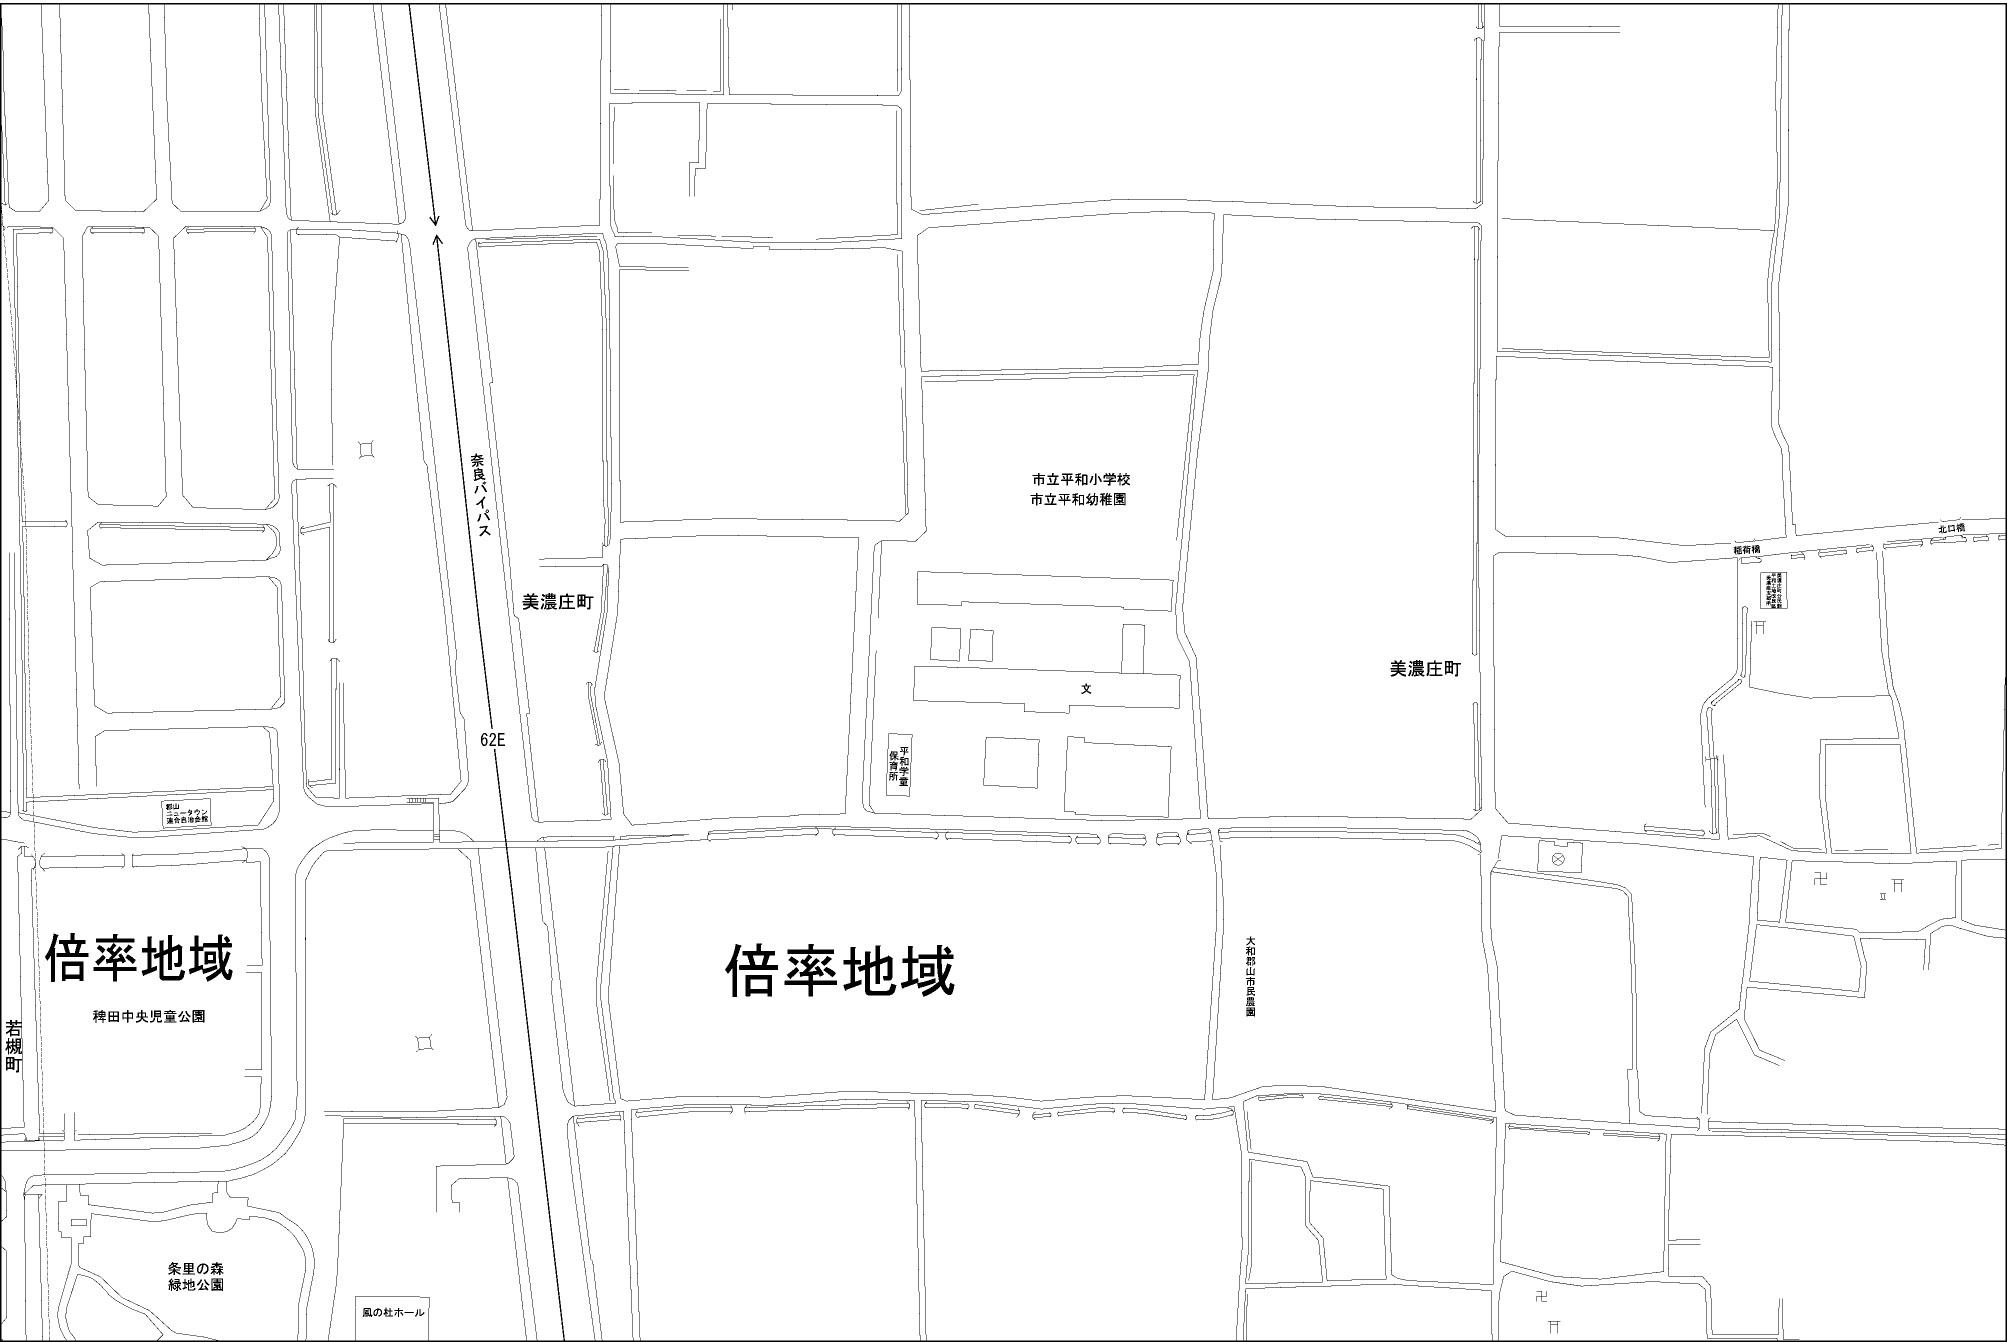 奈良バイパス
市立平和小学校
市立平和幼稚園
北口橋
稲荷橋
美濃庄町
美濃庄町
文
62E
平和学童
保育所
郡山
ニュータウン
連合自治会館
倍率地域
倍率地域
大和郡山市民農園
稗田中央児童公園
若槻町
条里の森
緑地公園
風の杜ホール